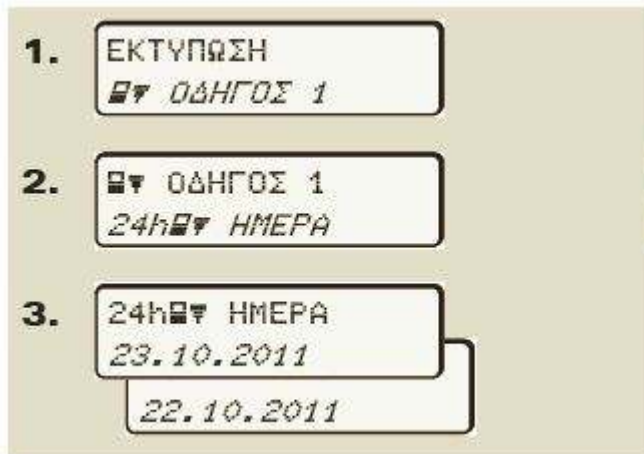 1. ΕΚΤΥΠΩΣΗ
ΟΔΗΓΟΣ 1
2. ΟΔΗΓΟΣ 1
24h ΗΜΕΡΑ
3. 24h ΗΜΕΡΑ
23.10.2011
22.10.2011